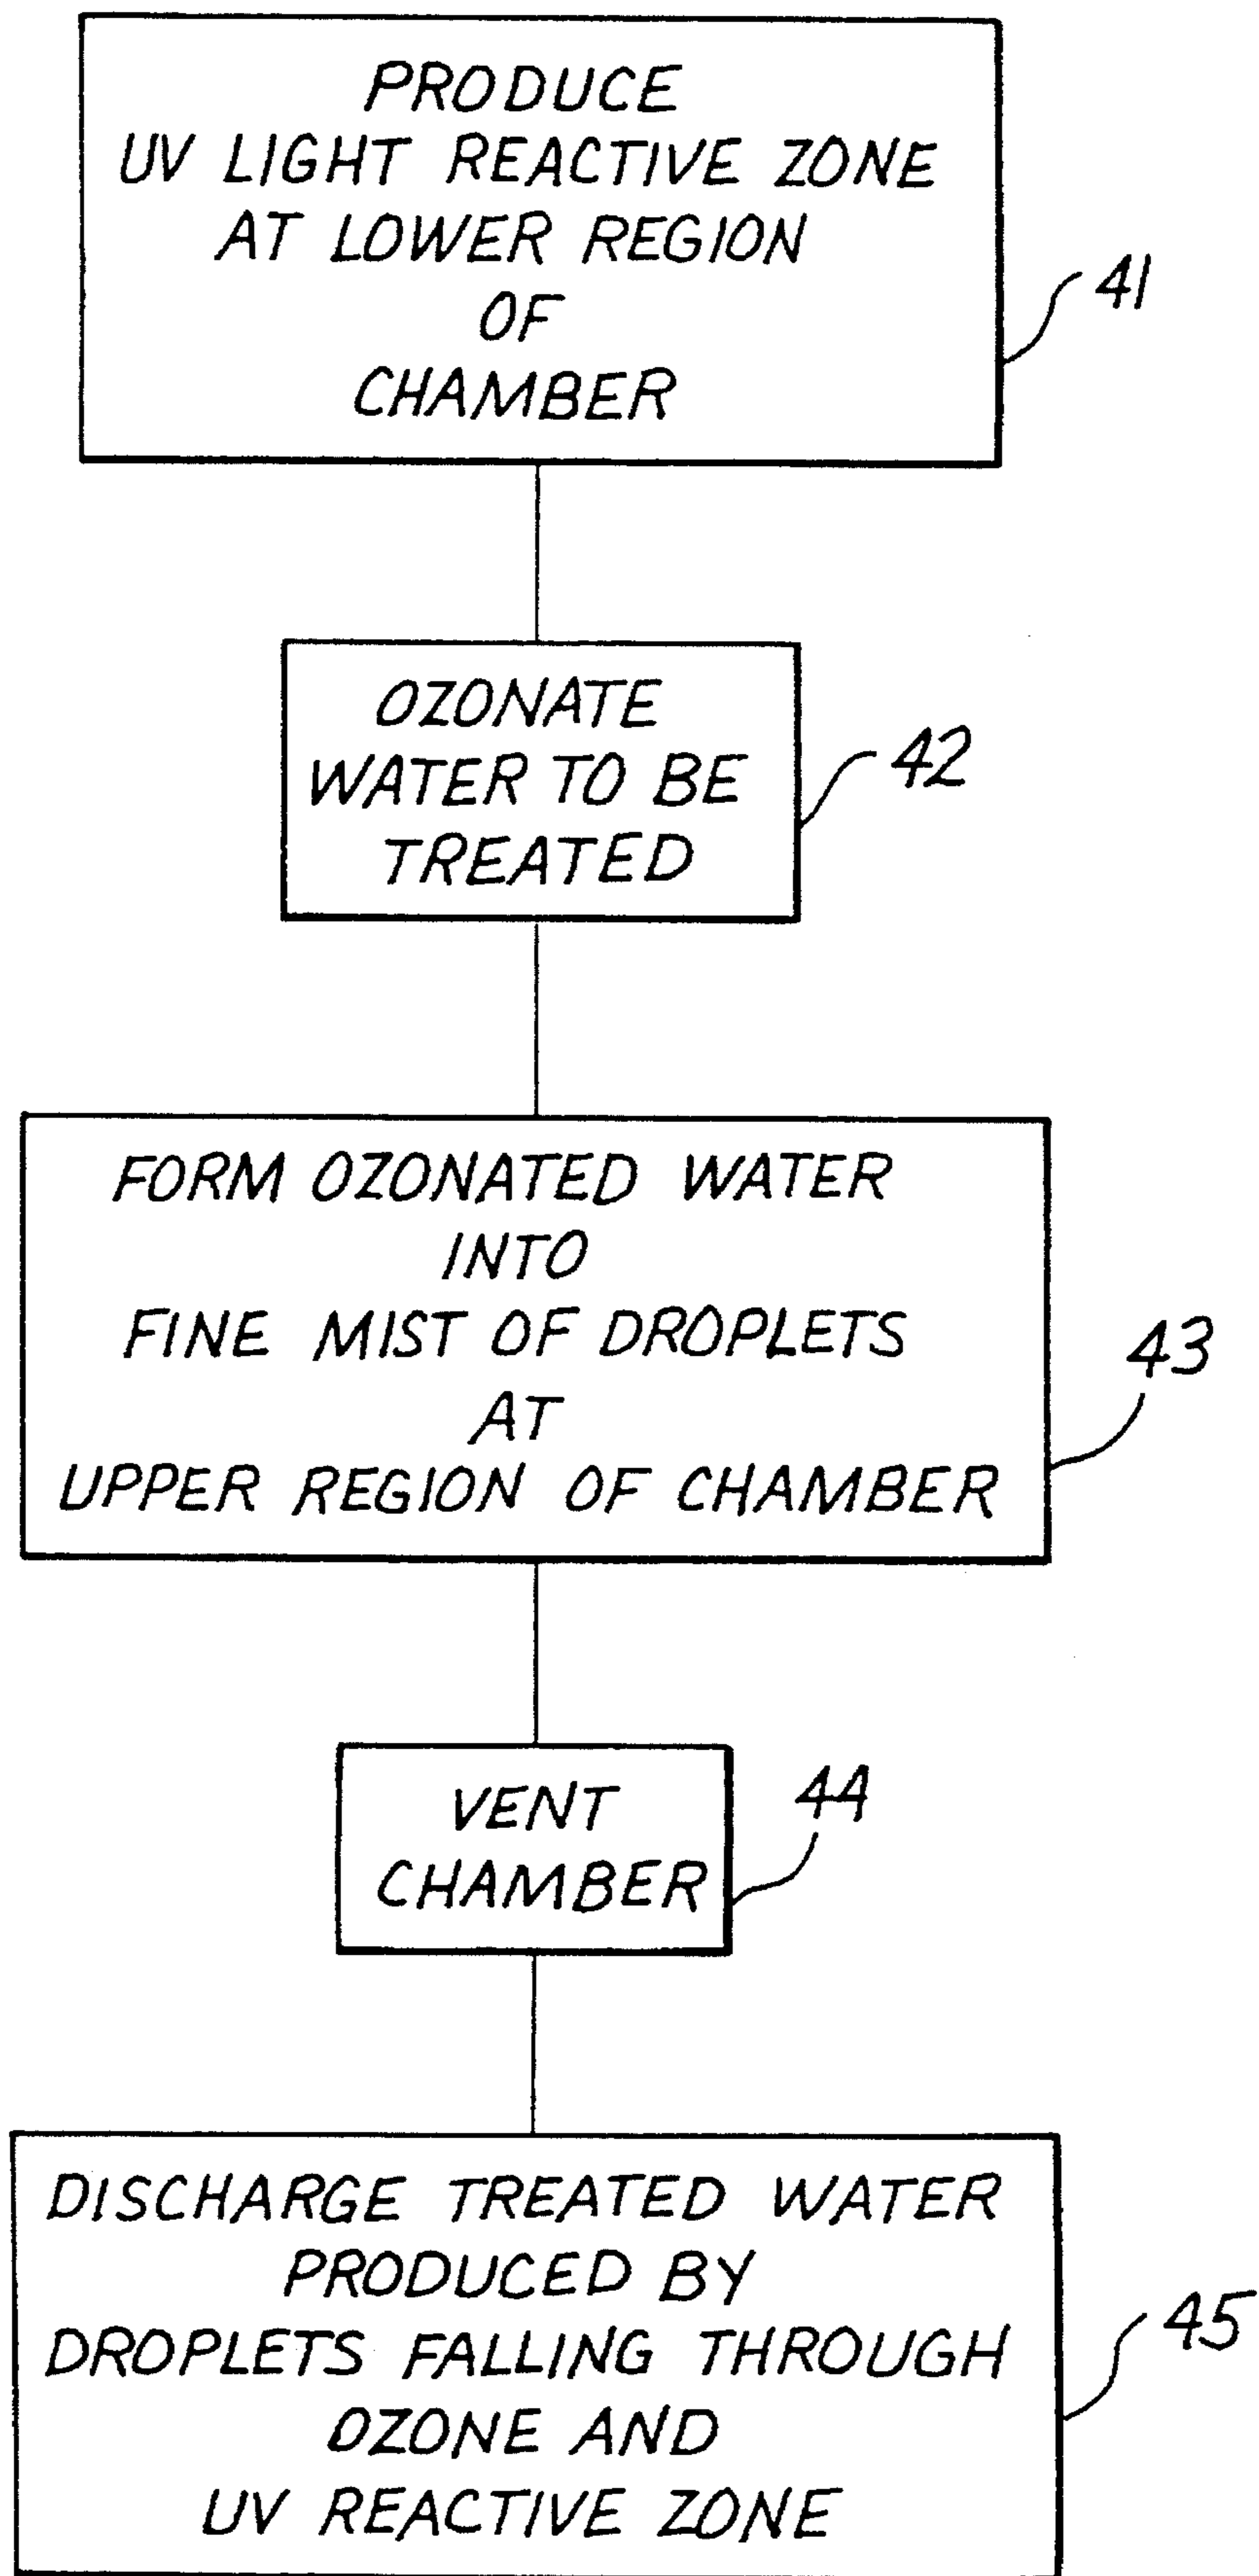 PRODUCE
UV LIGHT REACTIVE ZONE
AT LOWER REGION
OF
CHAMBER
41
OZONATE
WATER TO BE
TREATED
42
FORM OZONATED WATER
INTO
FINE MIST OF DROPLETS
AT
UPPER REGION OF CHAMBER
43
VENT
CHAMBER
44
DISCHARGE TREATED WATER
PRODUCED BY
DROPLETS FALLING THROUGH
OZONE AND
UV REACTIVE ZONE
45